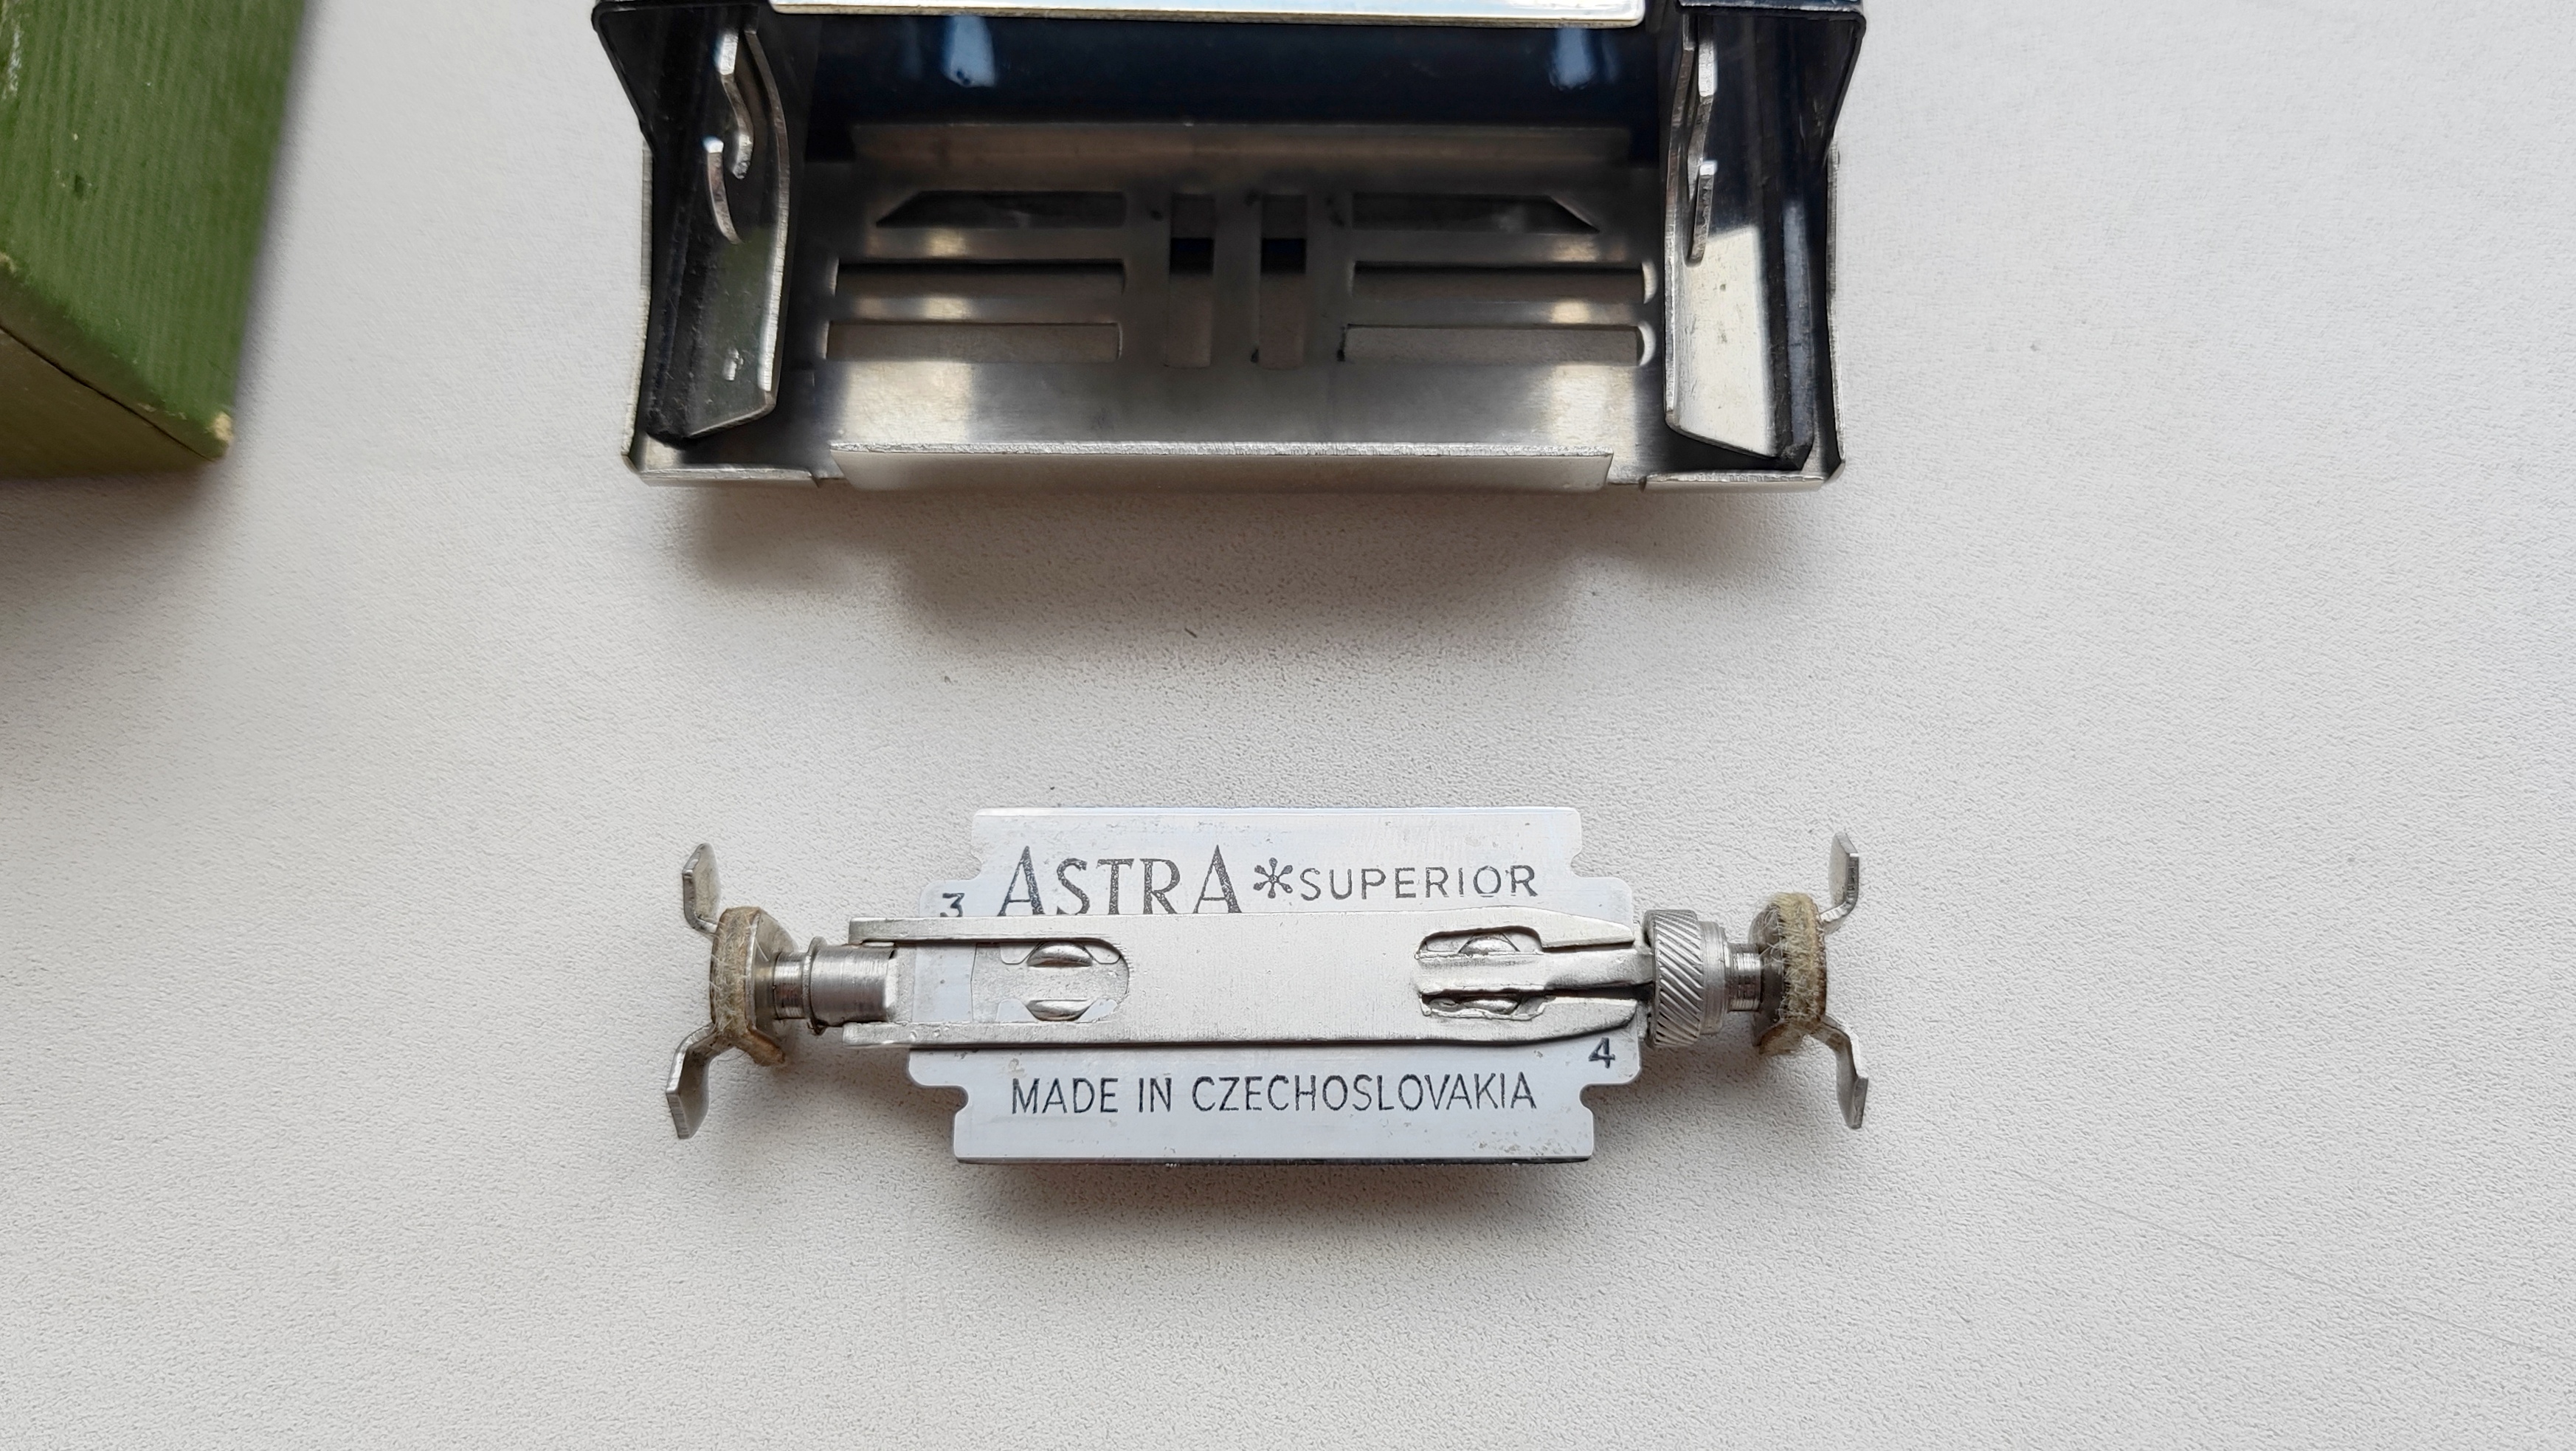 3 ASTRA*SUPERIOR
4
MADE IN CZECHOSLOVAKIA